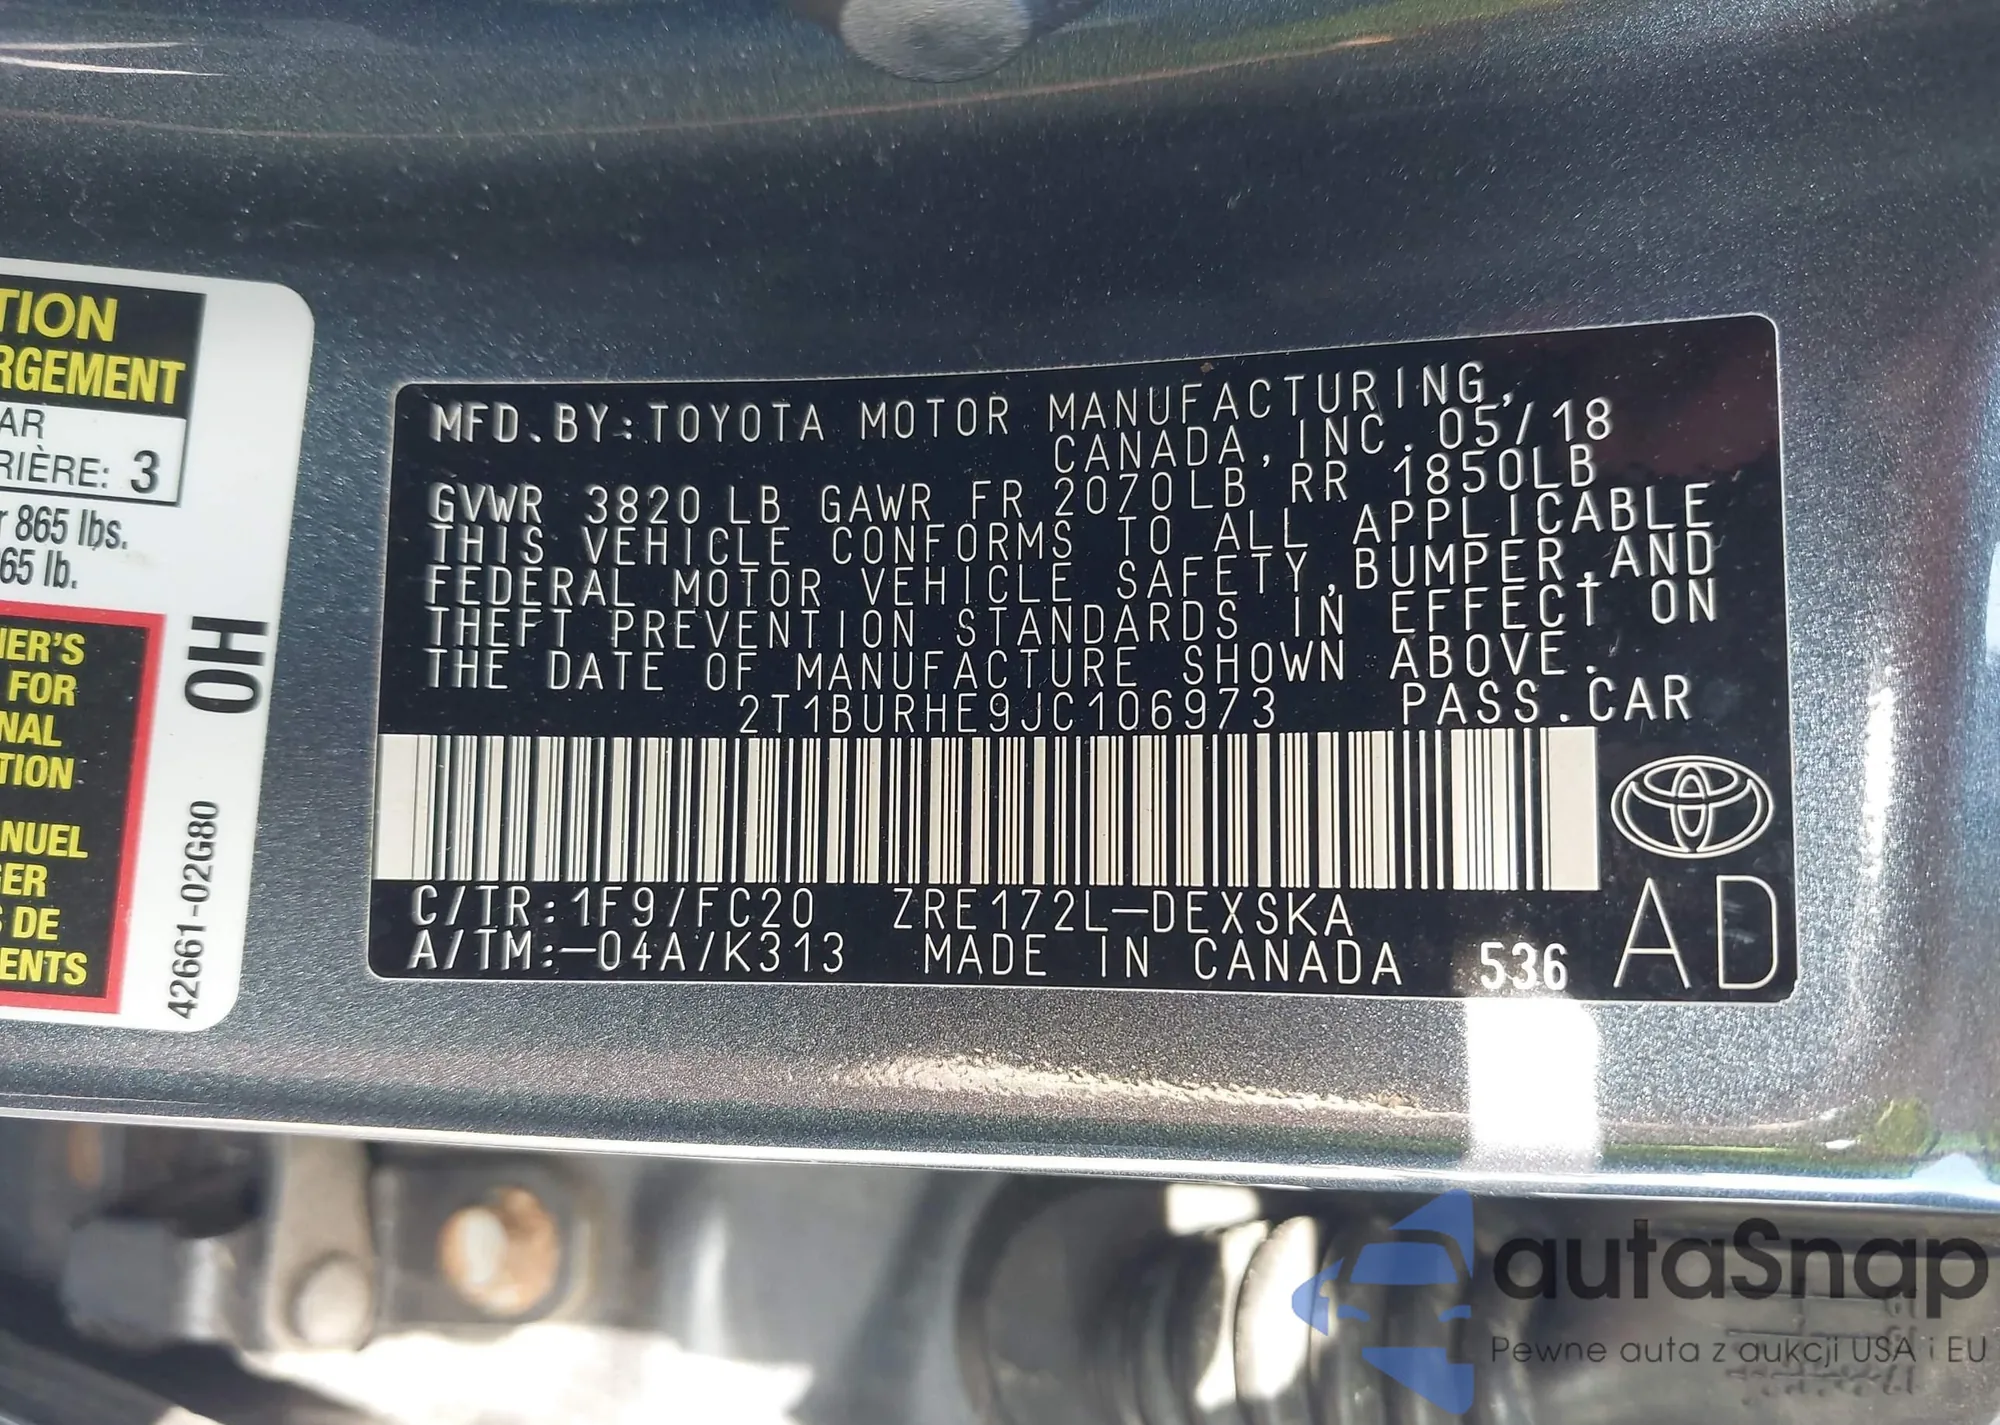 TION
RGEMENT
AR
RIÈRE: 3
r 865 lbs.
65 lb.
OH
NER'S
FOR
NAL
TION
NUEL
GER
S DE
ENTS
42661-02G80
MFD.BY:TOYOTA MOTOR MANUFACTURING,
CANADA,INC. 05/18
GVWR 3820LB GAWR FR 2070LB RR 1850LB
THIS VEHICLE CONFORMS TO ALL APPLICABLE
FEDERAL MOTOR VEHICLE SAFETY,BUMPER,AND
THEFT PREVENTION STANDARDS IN EFFECT ON
THE DATE OF MANUFACTURE SHOWN ABOVE.
2T1BURHE9JC106973 PASS.CAR
C/TR:1F9/FC20 ZRE172L-DEXSKA
A/TM:-04A/K313 MADE IN CANADA 536
AD
autaSnap
Pewne auta z aukcji USA i EU